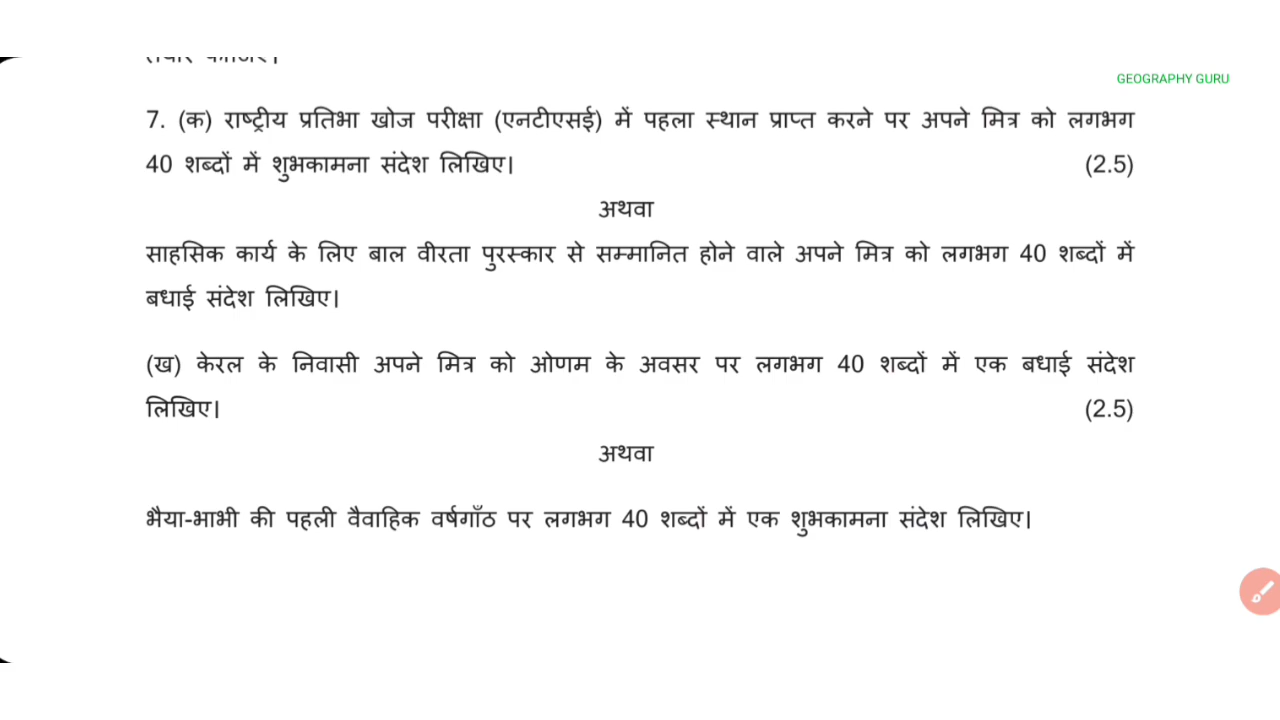 GEOGRAPHY GURU
7. (क) राष्ट्रीय प्रतिभा खोज परीक्षा (एनटीएसई) में पहला स्थान प्राप्त करने पर अपने मित्र को लगभग
40 शब्दों में शुभकामना संदेश लिखिए। (2.5)
अथवा
साहसिक कार्य के लिए बाल वीरता पुरस्कार से सम्मानित होने वाले अपने मित्र को लगभग 40 शब्दों में
बधाई संदेश लिखिए।
(ख) केरल के निवासी अपने मित्र को ओणम के अवसर पर लगभग 40 शब्दों में एक बधाई संदेश
लिखिए। (2.5)
अथवा
भैया-भाभी की पहली वैवाहिक वर्षगाँठ पर लगभग 40 शब्दों में एक शुभकामना संदेश लिखिए।